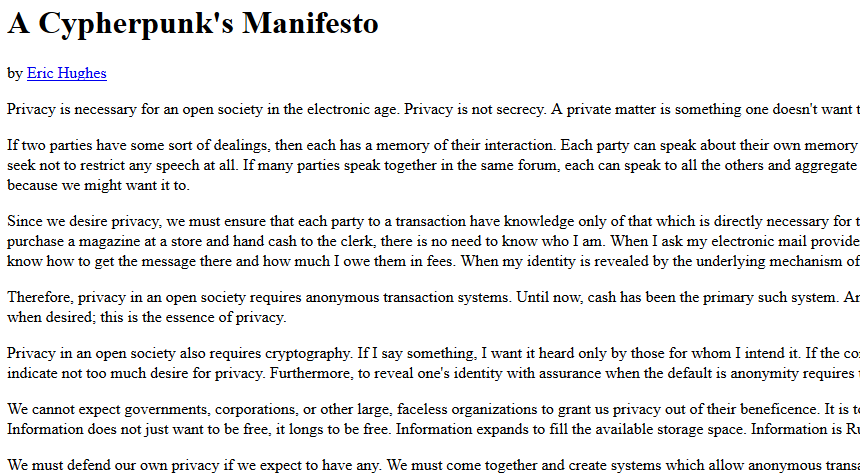 A Cypherpunk's Manifesto
by Eric Hughes
Privacy is necessary for an open society in the electronic age. Privacy is not secrecy. A private matter is something one doesn't want
If two parties have some sort of dealings, then each has a memory of their interaction. Each party can speak about their own memory
seek not to restrict any speech at all. If many parties speak together in the same forum, each can speak to all the others and aggregate
because we might want it to.
Since we desire privacy, we must ensure that each party to a transaction have knowledge only of that which is directly necessary for
purchase a magazine at a store and hand cash to the clerk, there is no need to know who I am. When I ask my electronic mail
know how to get the message there and how much I owe them in fees. When my identity is revealed by the underlying mechanism of
Therefore, privacy in an open society requires anonymous transaction systems. Until now, cash has been the primary such system.
when desired; this is the essence of privacy.
Privacy in an open society also requires cryptography. If I say something, I want it heard only by those for whom I intend it. If the
indicate not too much desire for privacy. Furthermore, to reveal one's identity with assurance when the default is anonymity requires
We cannot expect governments, corporations, or other large, faceless organizations to grant us privacy out of their beneficence. It is
Information does not just want to be free, it longs to be free. Information expands to fill the available storage space. Information is
We must defend our own privacy if we expect to have any. We must come together and create systems which allow anonymous